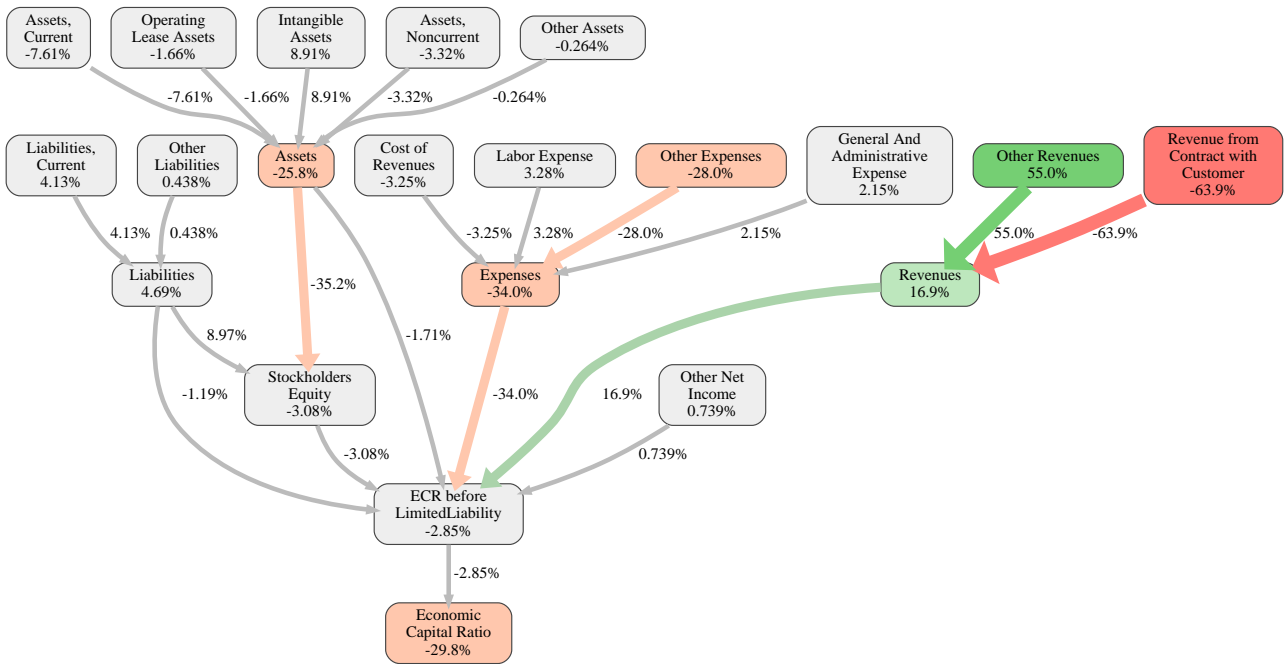 Assets,
Current
-7.61%
Operating
Lease Assets
-1.66%
Intangible
Assets
8.91%
Assets,
Noncurrent
-3.32%
Other Assets
-0.264%
-7.61%
-1.66%
8.91%
-3.32%
-0.264%
Liabilities,
Current
4.13%
Other
Liabilities
0.438%
Assets
-25.8%
Cost of
Revenues
-3.25%
Labor Expense
3.28%
Other Expenses
-28.0%
General And
Administrative
Expense
2.15%
Other Revenues
55.0%
Revenue from
Contract with
Customer
-63.9%
4.13%
0.438%
-3.25%
3.28%
-28.0%
2.15%
55.0%
-63.9%
Liabilities
4.69%
-35.2%
Expenses
-34.0%
Revenues
16.9%
8.97%
-1.71%
-1.19%
Stockholders
Equity
-3.08%
-34.0%
16.9%
Other Net
Income
0.739%
-3.08%
0.739%
ECR before
LimitedLiability
-2.85%
-2.85%
Economic
Capital Ratio
-29.8%